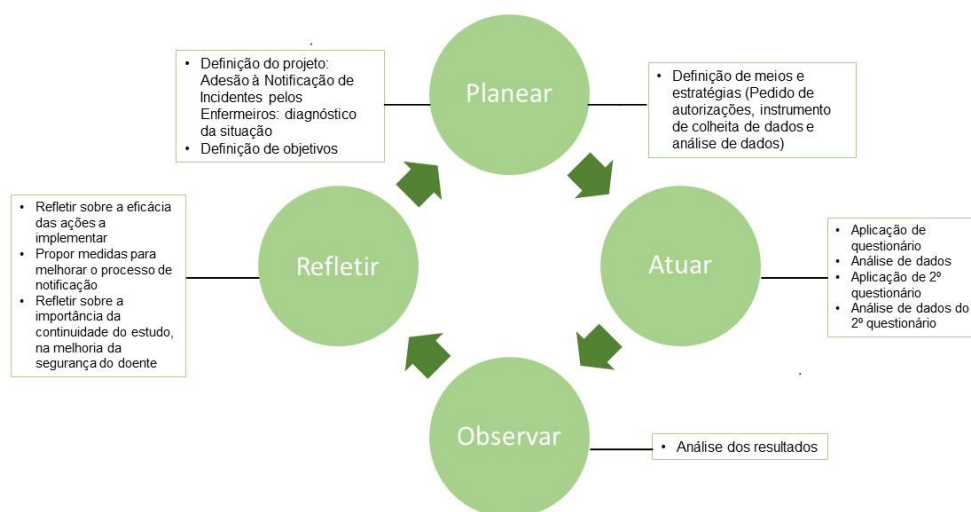 Planear
• Definição do projeto:
Adesão à Notificação de
Incidentes pelos
Enfermeiros: diagnóstico
da situação
• Definição de objetivos
• Definição de meios e
estratégias (Pedido de
autorizações, instrumento
de colheita de dados e
análise de dados)
Atuar
• Aplicação de
questionário
• Análise de dados
• Aplicação de 2º
questionário
• Análise de dados do
2º questionário
Observar
• Análise dos resultados
Refletir
• Refletir sobre a eficácia
das ações a
implementar
• Propor medidas para
melhorar o processo de
notificação
• Refletir sobre a
importância da
continuidade do estudo,
na melhoria da
segurança do doente